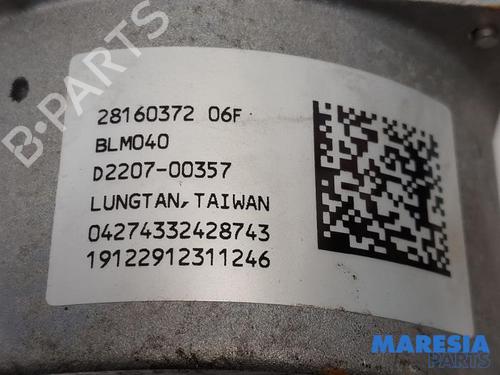 28160372 06F
BLM040
D2207-00357
LUNGTAN, TAIWAN
04274332428743
19122912311246
B-PARTS
MARESIA
PARTS